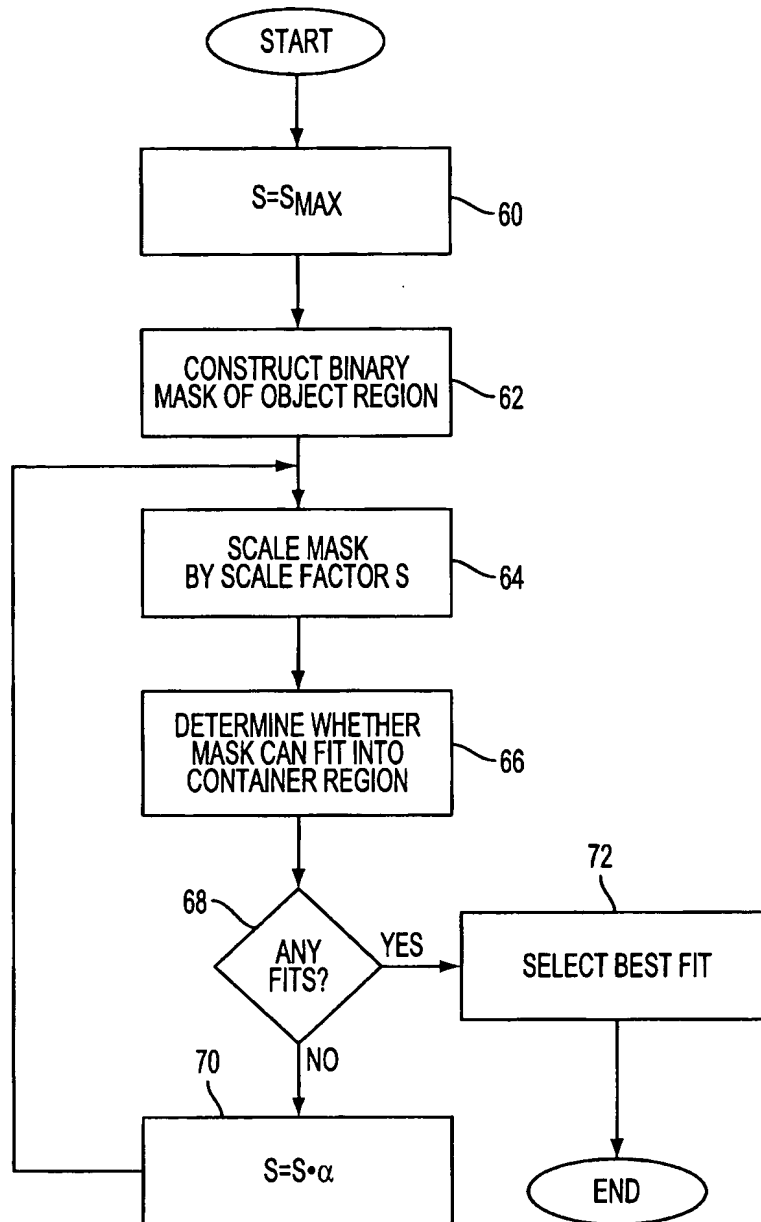 START
S=SMAX
60
CONSTRUCT BINARY
MASK OF OBJECT REGION
62
SCALE MASK
BY SCALE FACTOR S
64
DETERMINE WHETHER
MASK CAN FIT INTO
CONTAINER REGION
66
68
ANY
FITS?
YES
72
SELECT BEST FIT
NO
70
S=S•α
END